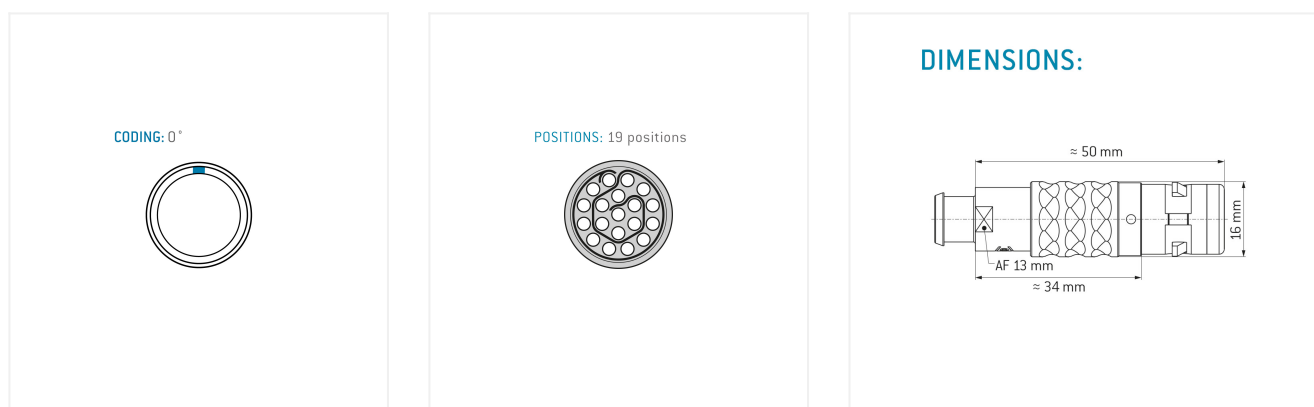 CODING: 0°
POSITIONS: 19 positions
DIMENSIONS:
≈ 50 mm
16 mm
AF 13 mm
≈ 34 mm